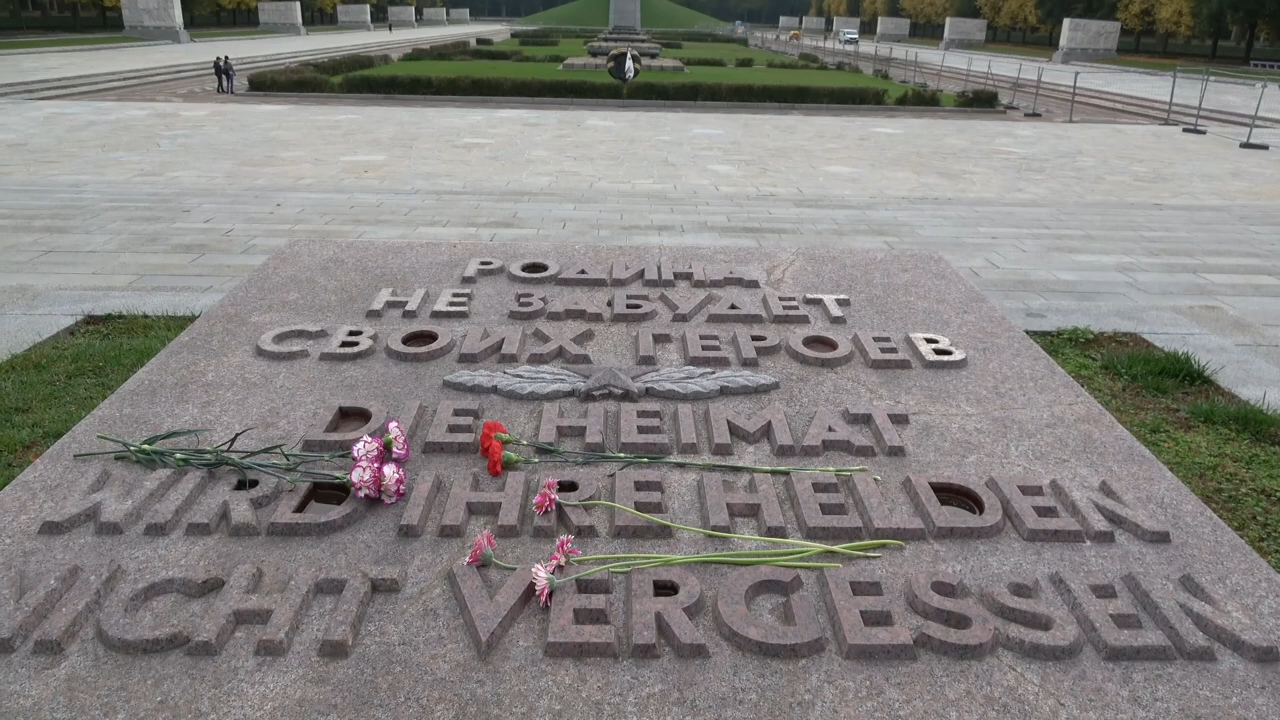 РОДИНА
НЕ ЗАБУДЕТ
СВОИХ ГЕРОЕВ
DIE HEIMAT
WIRD IHRE HELDEN
NICHT VERGESSEN